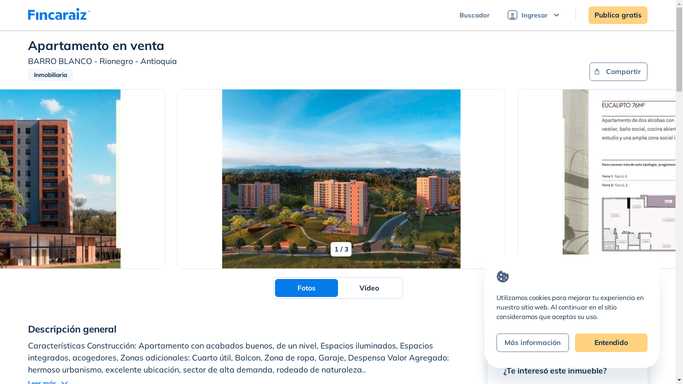 Fincaraiz
Buscador
Ingresar
Publica gratis
Apartamento en venta
BARRO BLANCO - Rionegro - Antioquia
Inmobiliaria
Compartir
EUCALIPTO 76M²
Apartamento de dos alcobas con
vestier, baño social, cocina abierta
estudio y una amplia zona social i
1 / 3
Fotos
Video
Utilizamos cookies para mejorar tu experiencia en
nuestro sitio web. Al continuar en el sitio
consideramos que aceptas su uso.
Más información
Entendido
Descripción general
Características Construcción: Apartamento con acabados buenos, de un nivel, Espacios iluminados, Espacios
integrados, acogedores, Zonas adicionales: Cuarto útil, Balcon, Zona de ropa, Garaje, Despensa Valor Agregado:
hermoso urbanismo, excelente ubicación, sector de alta demanda, rodeado de naturaleza..
Leer más
¿Te interesó este inmueble?